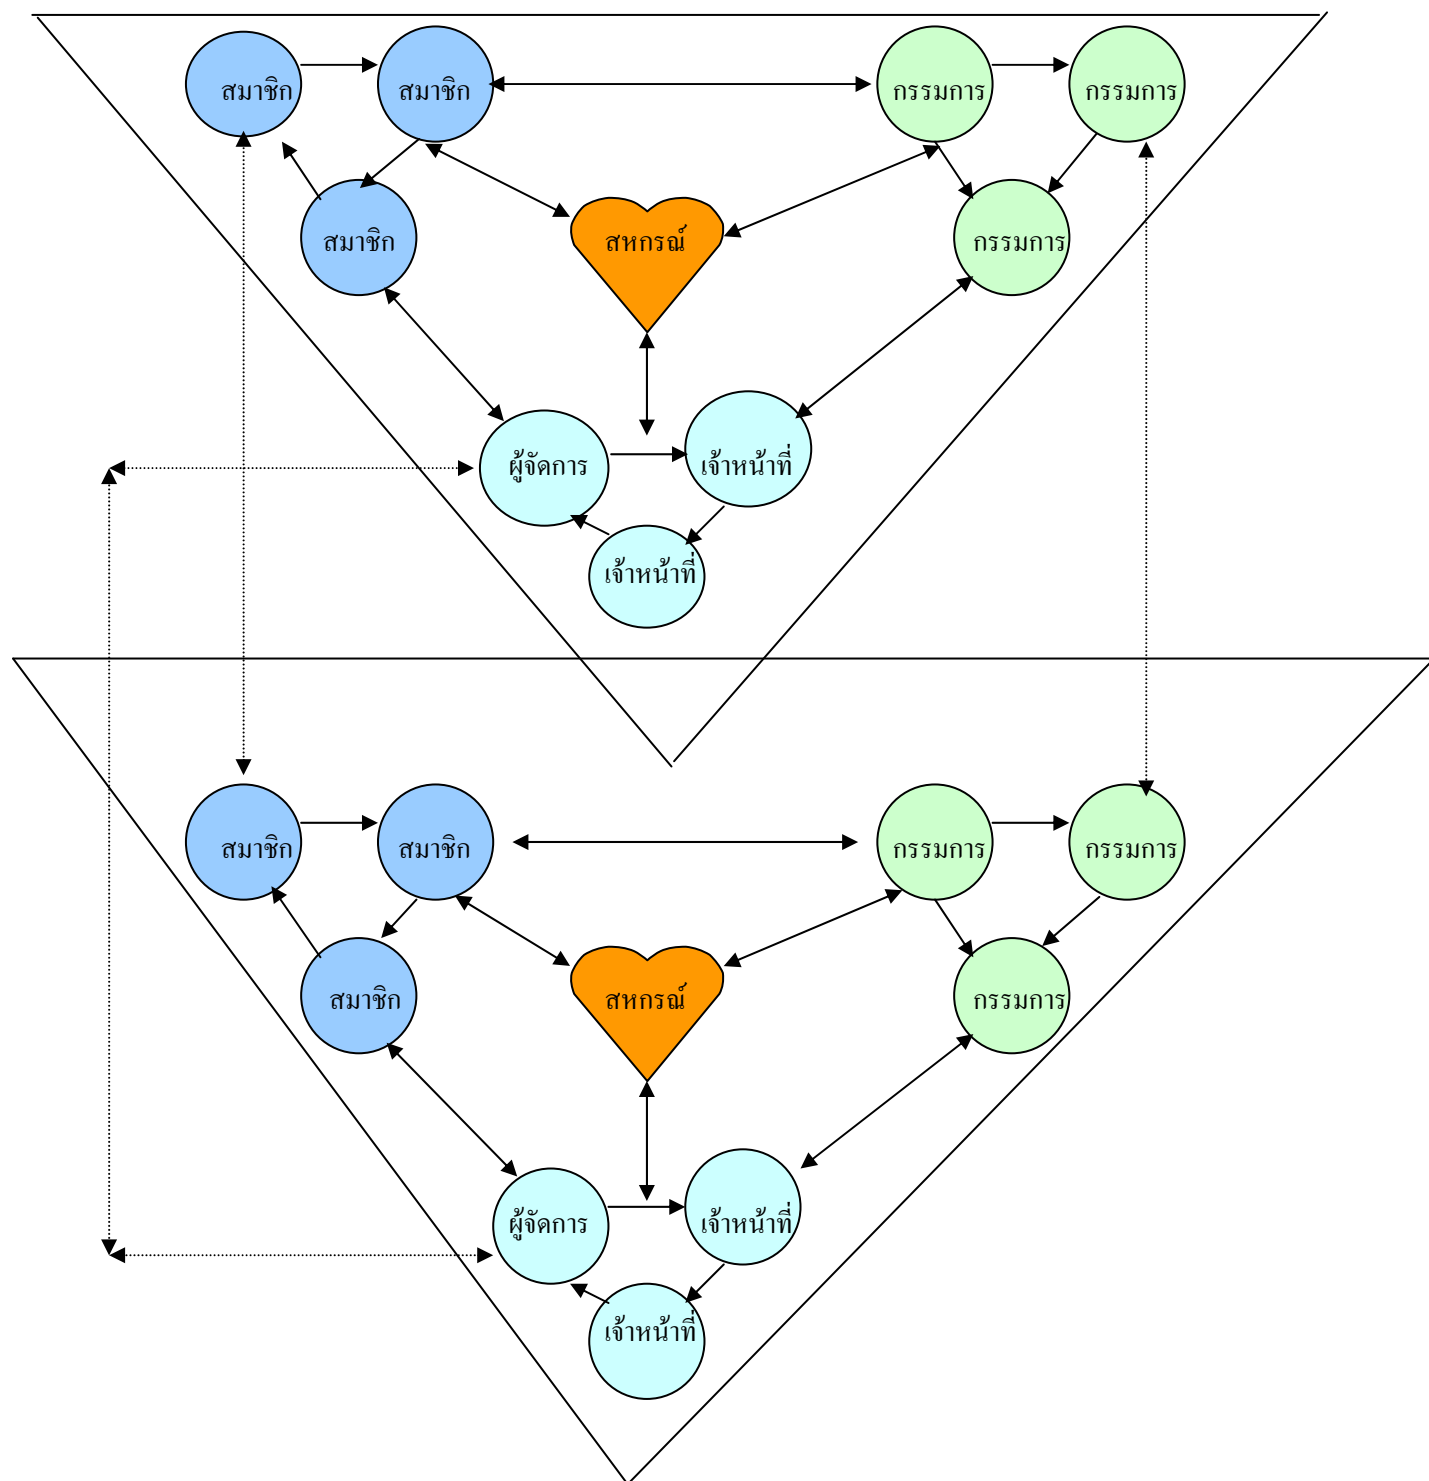 สมาชิก
สมาชิก
กรรมการ
กรรมการ
สมาชิก
สหกรณ์
กรรมการ
ผู้จัดการ
เจ้าหน้าที่
เจ้าหน้าที่
สมาชิก
สมาชิก
กรรมการ
กรรมการ
สมาชิก
สหกรณ์
กรรมการ
ผู้จัดการ
เจ้าหน้าที่
เจ้าหน้าที่